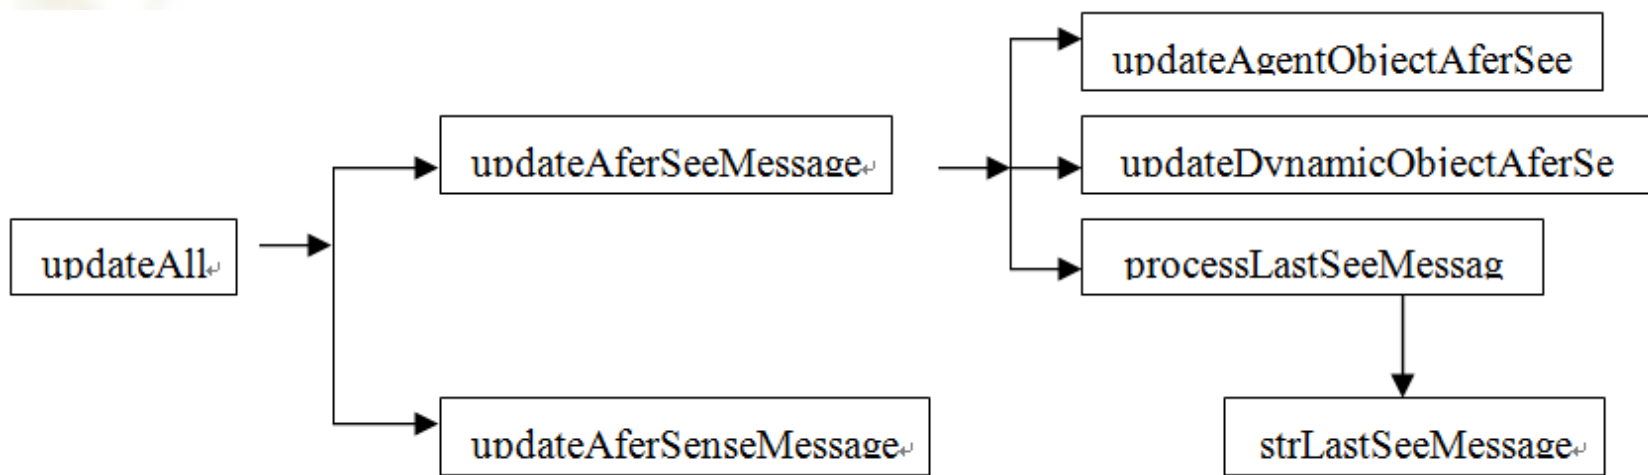 updateAgentObjectAferSee
updateAferSeeMessage
updateDynamicObjectAferSe
updateAll
processLastSeeMessag
updateAferSenseMessage
strLastSeeMessage